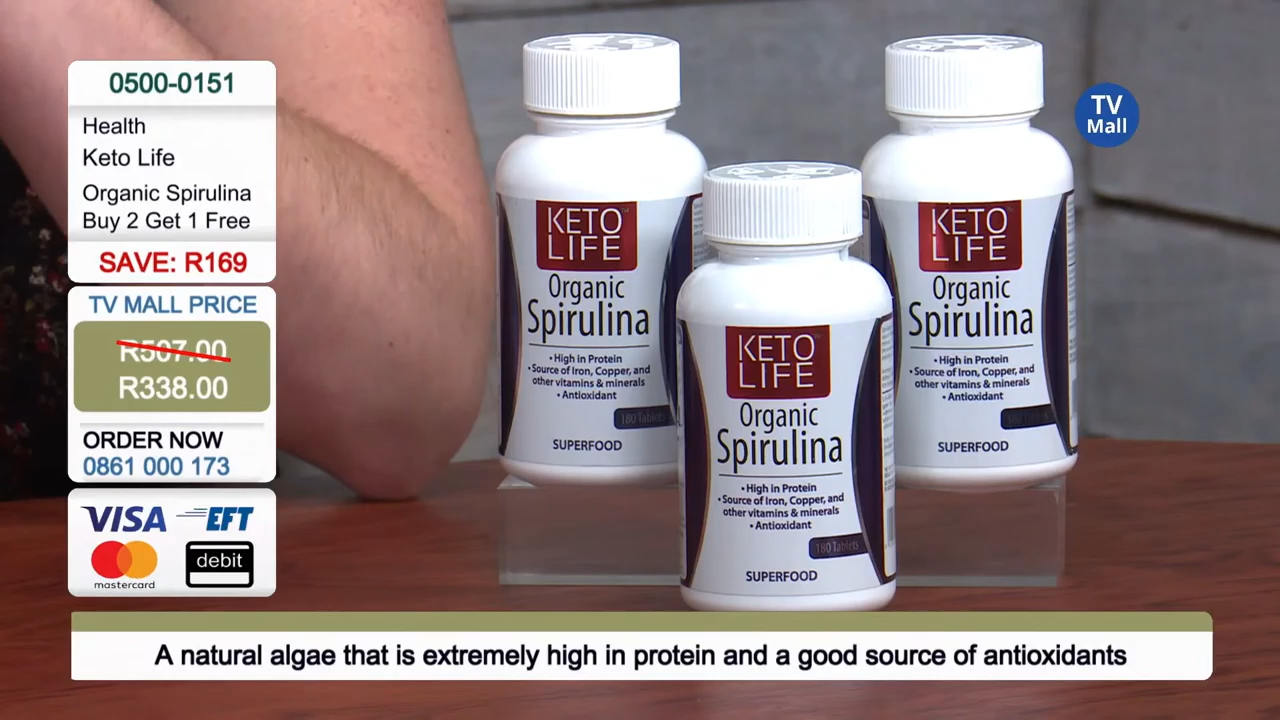 0500-0151
Health
Keto Life
Organic Spirulina
Buy 2 Get 1 Free
SAVE: R169
TV MALL PRICE
R507.00
R338.00
ORDER NOW
0861 000 173
VISA EFT
mastercard debit
TV
Mall
KETO
LIFE
Organic
Spirulina
• High in Protein
• Source of Iron, Copper, and
other vitamins & minerals
• Antioxidant
180 Tablets
SUPERFOOD
KETO
LIFE
Organic
Spirulina
• High in Protein
• Source of Iron, Copper, and
other vitamins & minerals
• Antioxidant
180 Tablets
SUPERFOOD
KETO
LIFE
Organic
Spirulina
• High in Protein
• Source of Iron, Copper, and
other vitamins & minerals
• Antioxidant
180 Tablets
SUPERFOOD
A natural algae that is extremely high in protein and a good source of antioxidants